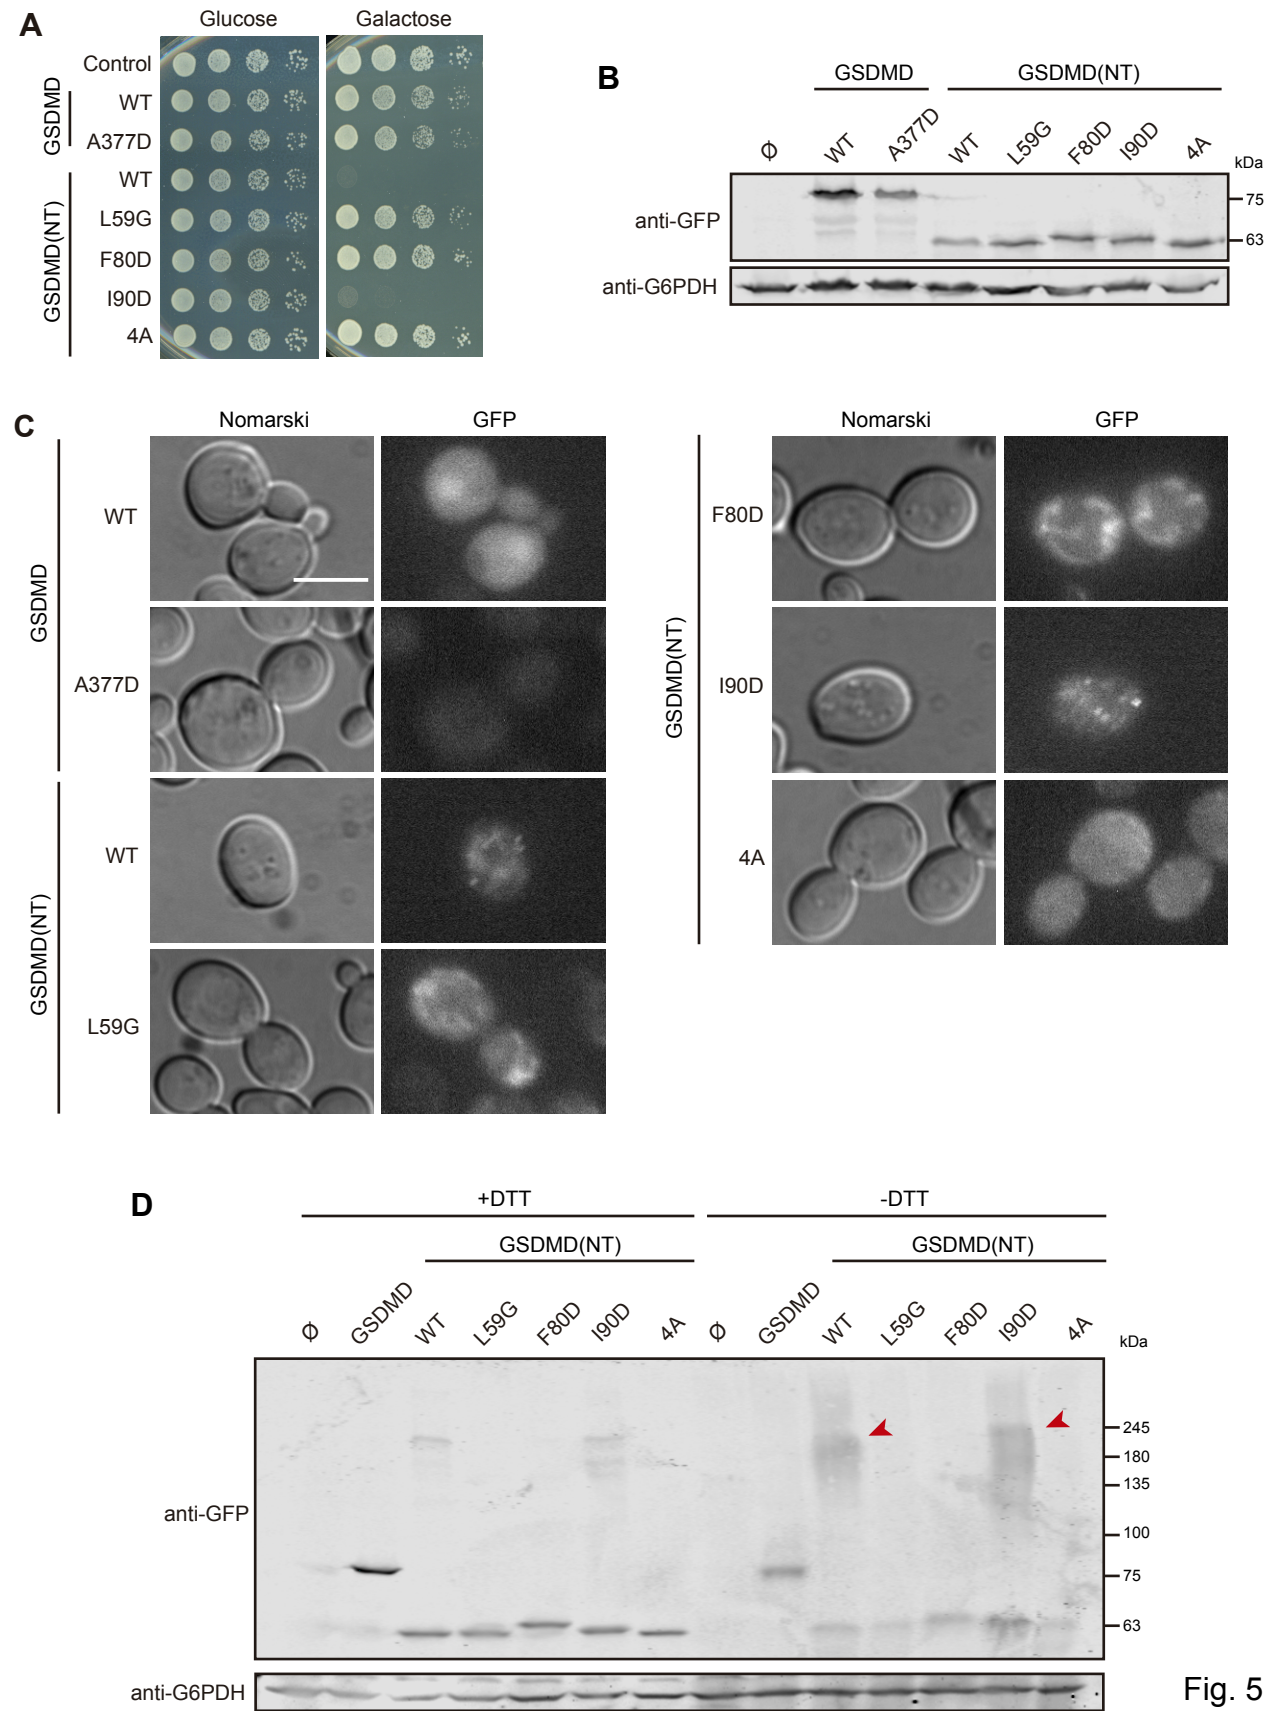 A
Glucose
Galactose
Control
GSDMD
WT
A377D
GSDMD(NT)
WT
L59G
F80D
I90D
4A
B
GSDMD
GSDMD(NT)
Ø
WT
A377D
WT
L59G
F80D
I90D
4A
kDa
anti-GFP
75
63
anti-G6PDH
C
Nomarski
GFP
GSDMD
WT
A377D
GSDMD(NT)
WT
L59G
Nomarski
GFP
GSDMD(NT)
F80D
I90D
4A
D
+DTT
-DTT
GSDMD(NT)
GSDMD(NT)
Ø
GSDMD
WT
L59G
F80D
I90D
4A
Ø
GSDMD
WT
L59G
F80D
I90D
4A
kDa
245
180
135
anti-GFP
100
75
63
anti-G6PDH
Fig. 5